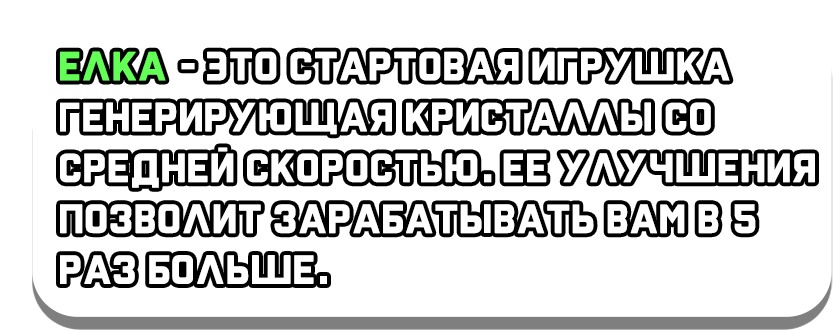 ЕЛКА - ЭТО СТАРТОВАЯ ИГРУШКА
ГЕНЕРИРУЮЩАЯ КРИСТАЛЛЫ СО
СРЕДНЕЙ СКОРОСТЬЮ. ЕЕ УЛУЧШЕНИЯ
ПОЗВОЛИТ ЗАРАБАТЫВАТЬ ВАМ В 5
РАЗ БОЛЬШЕ.